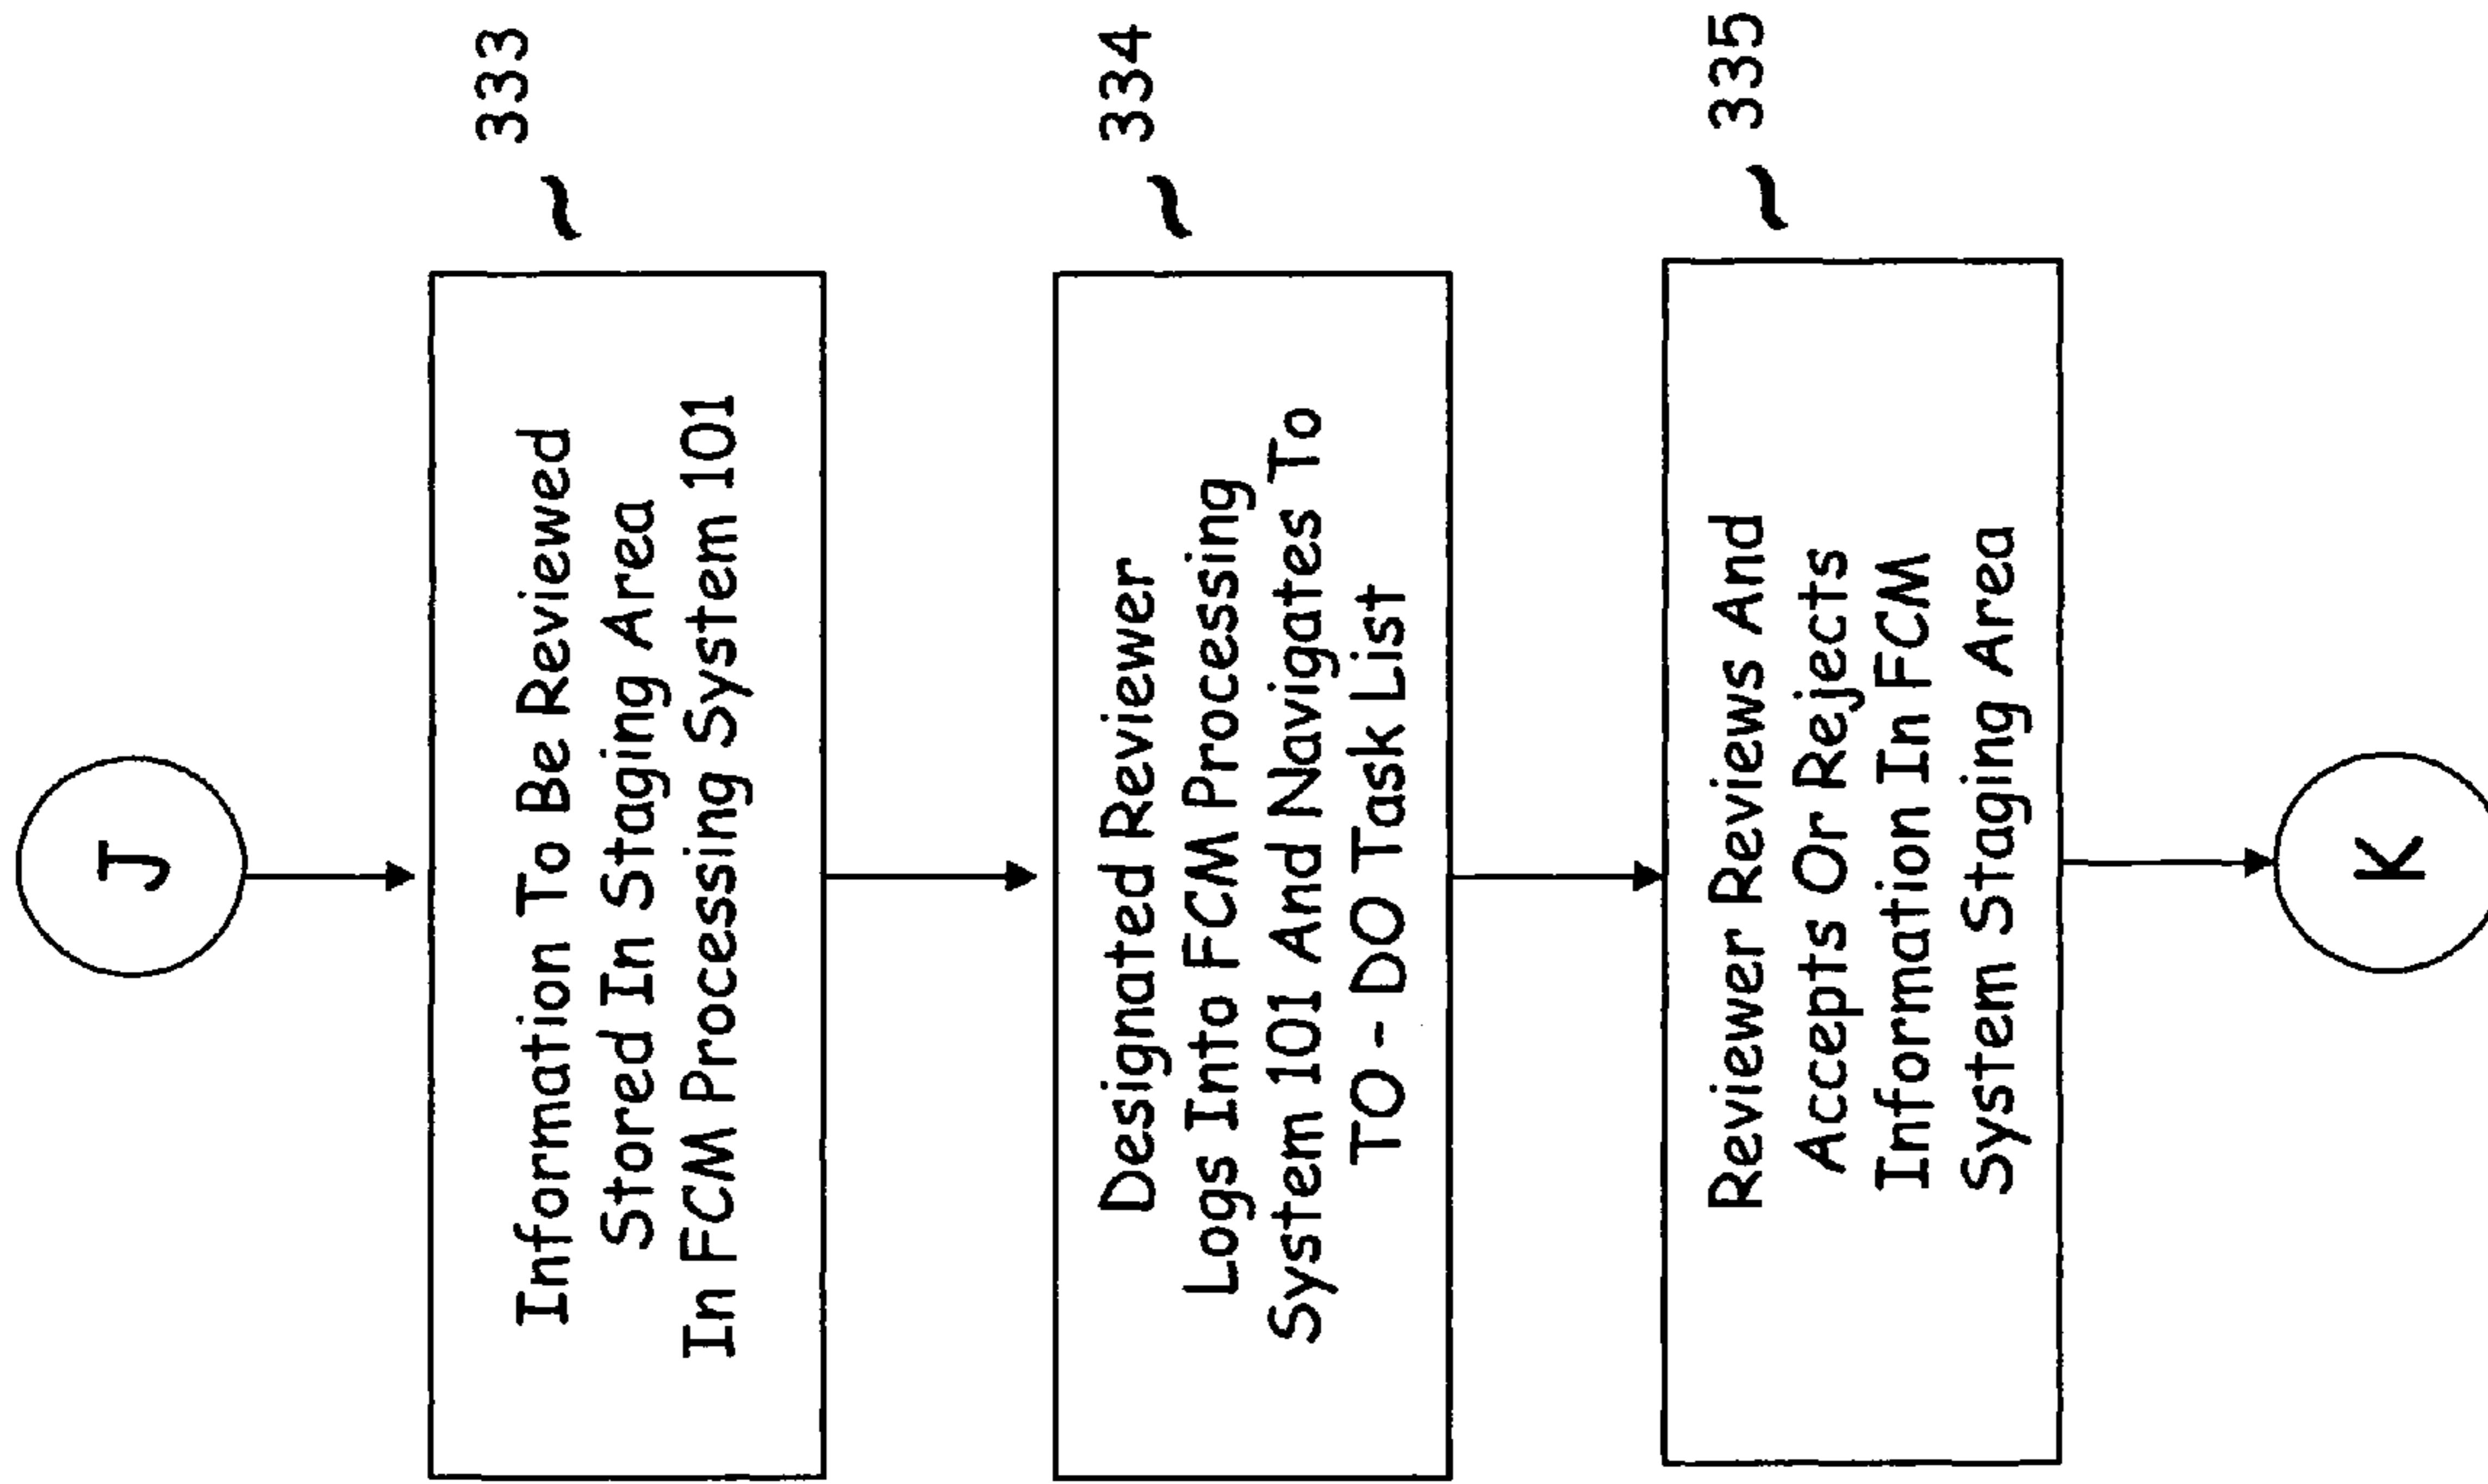 J
333
Information To Be Reviewed
Stored In Staging Area
In FCM Processing System 101
334
Designated Reviewer
Logs Into FCM Processing
System 101 And Navigates To
TO - DO Task List
335
Reviewer Reviews And
Accepts Or Rejects
Information In FCM
System Staging Area
K